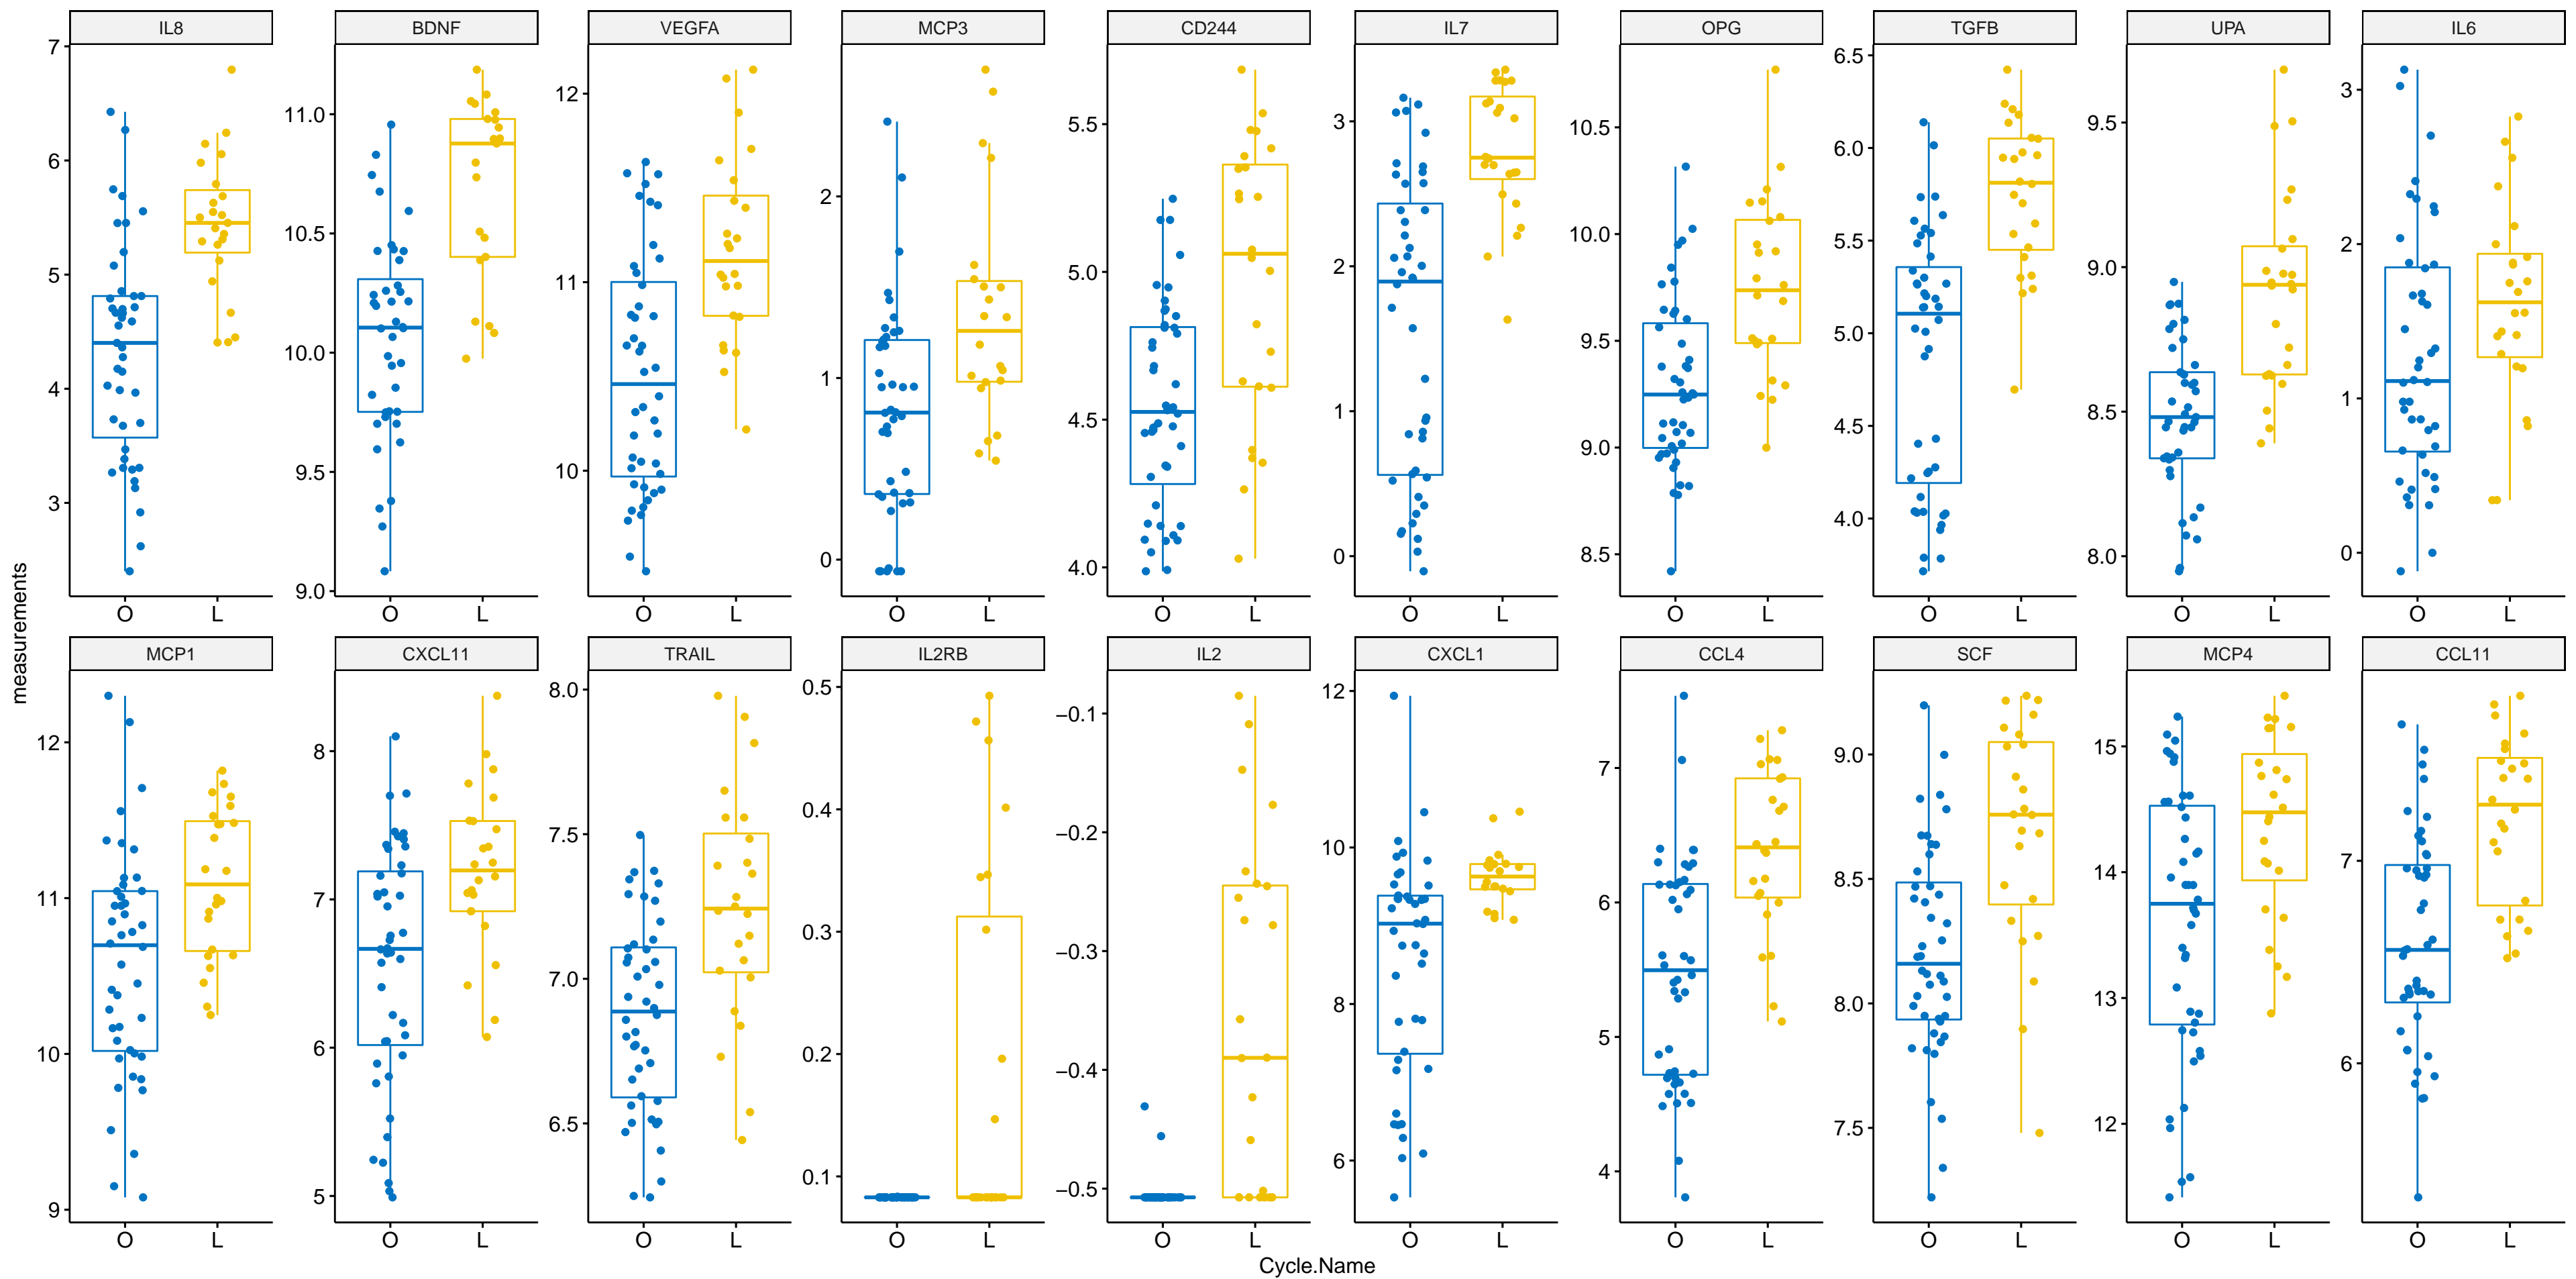 IL8 BDNF VEGFA MCP3 CD244 IL7 OPG TGFB UPA IL6
7 6 5 4 3
11.0 10.5 10.0 9.5 9.0
12 11 10
2 1 0
5.5 5.0 4.5 4.0
3 2 1 0
10.5 10.0 9.5 9.0 8.5
6.5 6.0 5.5 5.0 4.5 4.0
9.5 9.0 8.5 8.0
3 2 1 0
O L O L O L O L O L O L O L O L O L O L
measurements
MCP1 CXCL11 TRAIL IL2RB IL2 CXCL1 CCL4 SCF MCP4 CCL11
12 11 10 9
8 7 6 5
8.0 7.5 7.0 6.5
0.5 0.4 0.3 0.2 0.1
−0.1 −0.2 −0.3 −0.4 −0.5
12 10 8 6
7 6 5 4
9.0 8.5 8.0 7.5
15 14 13 12
7 6
O L O L O L O L O L O L O L O L O L O L
Cycle.Name